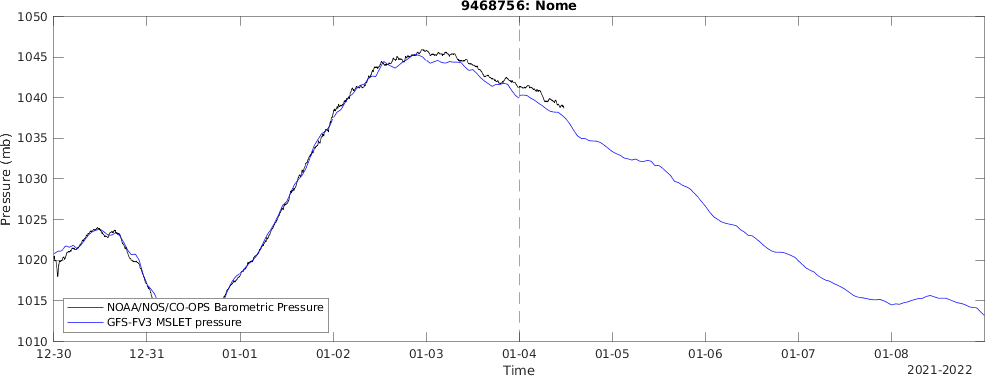 9468756: Nome
1050
1045
1040
1035
1030
1025
1020
1015
1010
Pressure (mb)
NOAA/NOS/CO-OPS Barometric Pressure
GFS-FV3 MSLET pressure
12-30 12-31 01-01 01-02 01-03 01-04 01-05 01-06 01-07 01-08
Time
2021-2022